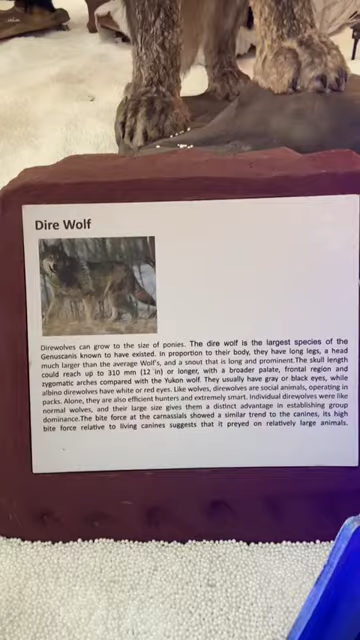 Dire Wolf
Direwolves can grow to the size of ponies. The dire wolf is the largest species of the
Genuscanis known to have existed. in proportion to their body, they have long legs, a head
much larger than the average Wolf's, and a snout that is long and prominent.The skull length
could reach up to 310 mm (12 in) or longer, with a broader palate, frontal region and
zygomatic arches compared with the Yukon wolf. They usually have gray or black eyes, while
albino direwolves have white or red eyes. Like wolves, direwolves are social animals, operating in
packs. Alone, they are also efficient hunters and extremely smart. Individual direwolves were like
normal wolves, and their large size gives them a distinct advantage in establishing group
dominance.The bite force at the carnassials showed a similar trend to the canines, its high
bite force relative to living canines suggests that it preyed on relatively large animals.